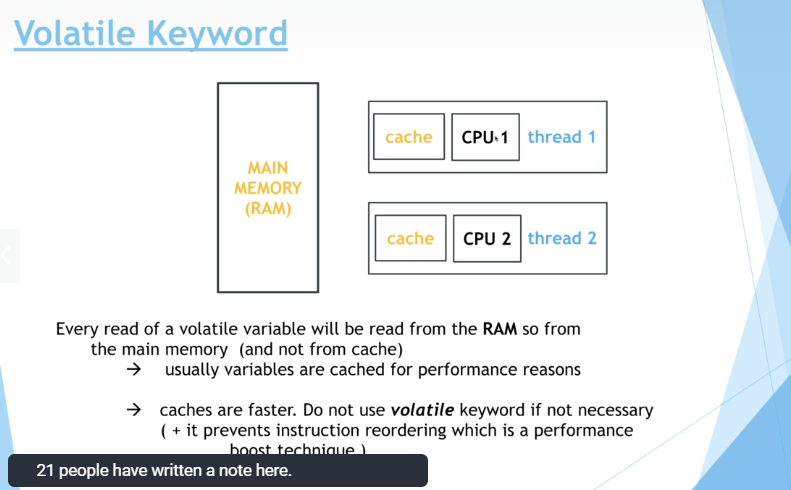 Volatile Keyword
MAIN
MEMORY
(RAM)
cache CPU 1 thread 1
cache CPU 2 thread 2
Every read of a volatile variable will be read from the RAM so from
the main memory (and not from cache)
→ usually variables are cached for performance reasons
→ caches are faster. Do not use volatile keyword if not necessary
( + it prevents instruction reordering which is a performance
boost technique )
21 people have written a note here.